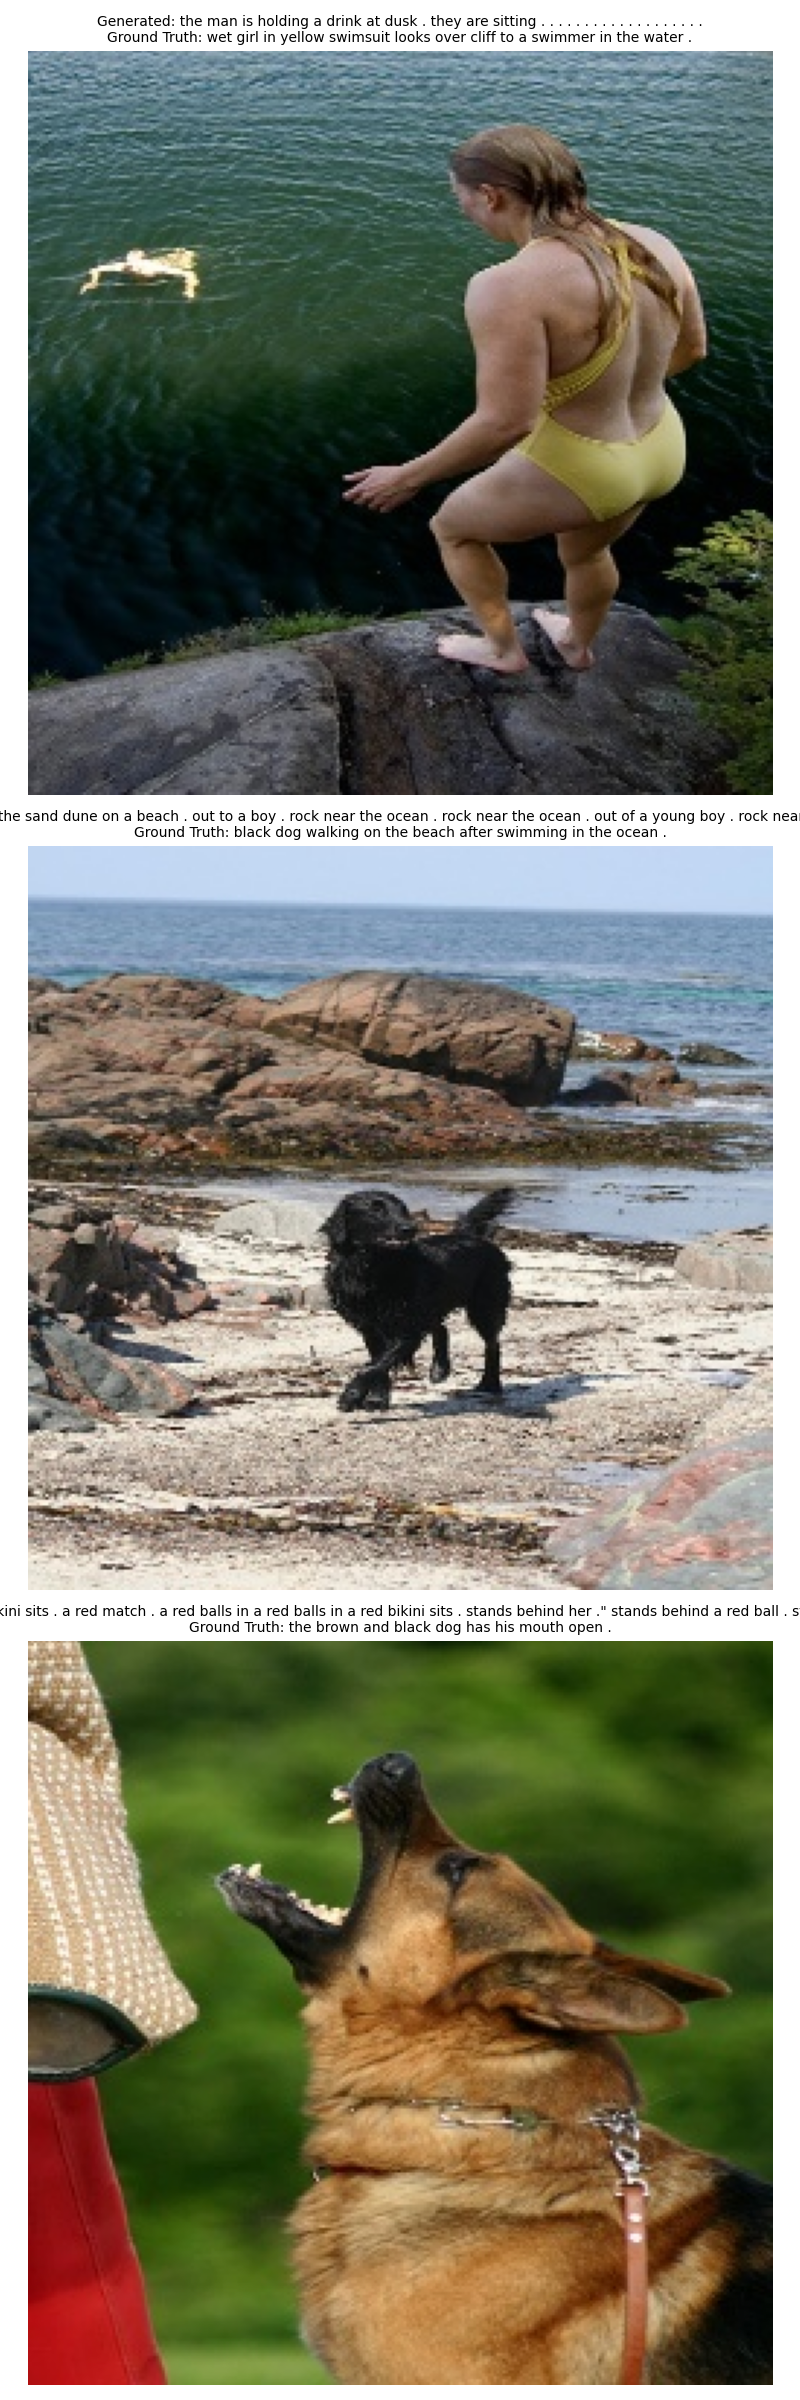 Generated: the man is holding a drink at dusk . they are sitting . . . . . . . . . . . . . . . . . . .
Ground Truth: wet girl in yellow swimsuit looks over cliff to a swimmer in the water .
the sand dune on a beach . out to a boy . rock near the ocean . rock near the ocean . out of a young boy . rock near
Ground Truth: black dog walking on the beach after swimming in the ocean .
kini sits . a red match . a red balls in a red balls in a red bikini sits . stands behind her ." stands behind a red ball .
Ground Truth: the brown and black dog has his mouth open .